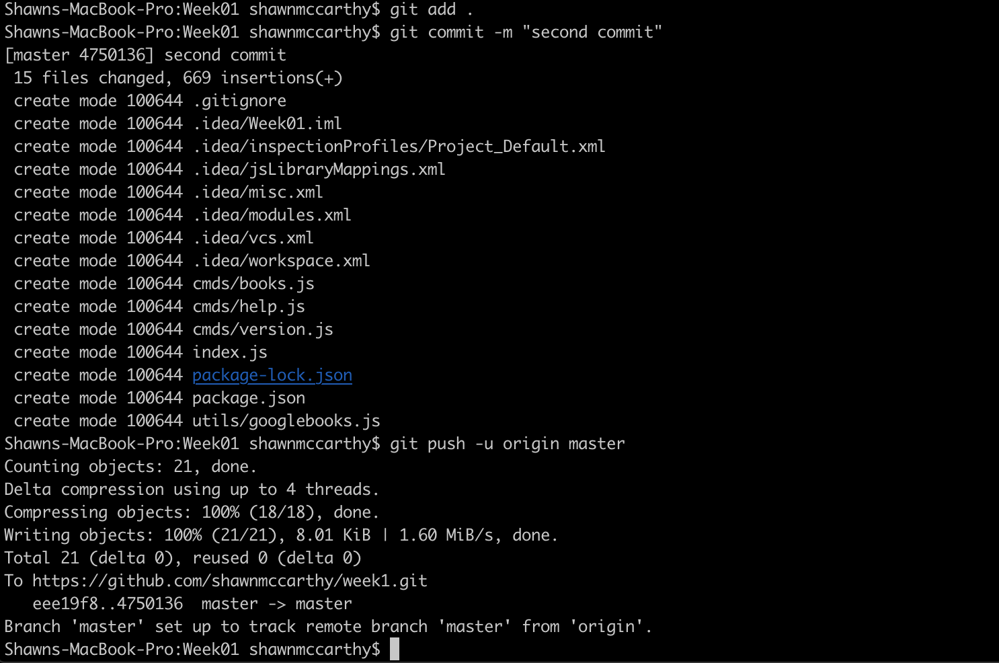 Shawns-MacBook-Pro:Week01 shawnmccarthy$ git add .
Shawns-MacBook-Pro:Week01 shawnmccarthy$ git commit -m "second commit"
[master 4750136] second commit
 15 files changed, 669 insertions(+)
 create mode 100644 .gitignore
 create mode 100644 .idea/Week01.iml
 create mode 100644 .idea/inspectionProfiles/Project_Default.xml
 create mode 100644 .idea/jsLibraryMappings.xml
 create mode 100644 .idea/misc.xml
 create mode 100644 .idea/modules.xml
 create mode 100644 .idea/vcs.xml
 create mode 100644 .idea/workspace.xml
 create mode 100644 cmds/books.js
 create mode 100644 cmds/help.js
 create mode 100644 cmds/version.js
 create mode 100644 index.js
 create mode 100644 package-lock.json
 create mode 100644 package.json
 create mode 100644 utils/googlebooks.js
Shawns-MacBook-Pro:Week01 shawnmccarthy$ git push -u origin master
Counting objects: 21, done.
Delta compression using up to 4 threads.
Compressing objects: 100% (18/18), done.
Writing objects: 100% (21/21), 8.01 KiB | 1.60 MiB/s, done.
Total 21 (delta 0), reused 0 (delta 0)
To https://github.com/shawnmccarthy/week1.git
   eee19f8..4750136  master -> master
Branch 'master' set up to track remote branch 'master' from 'origin'.
Shawns-MacBook-Pro:Week01 shawnmccarthy$